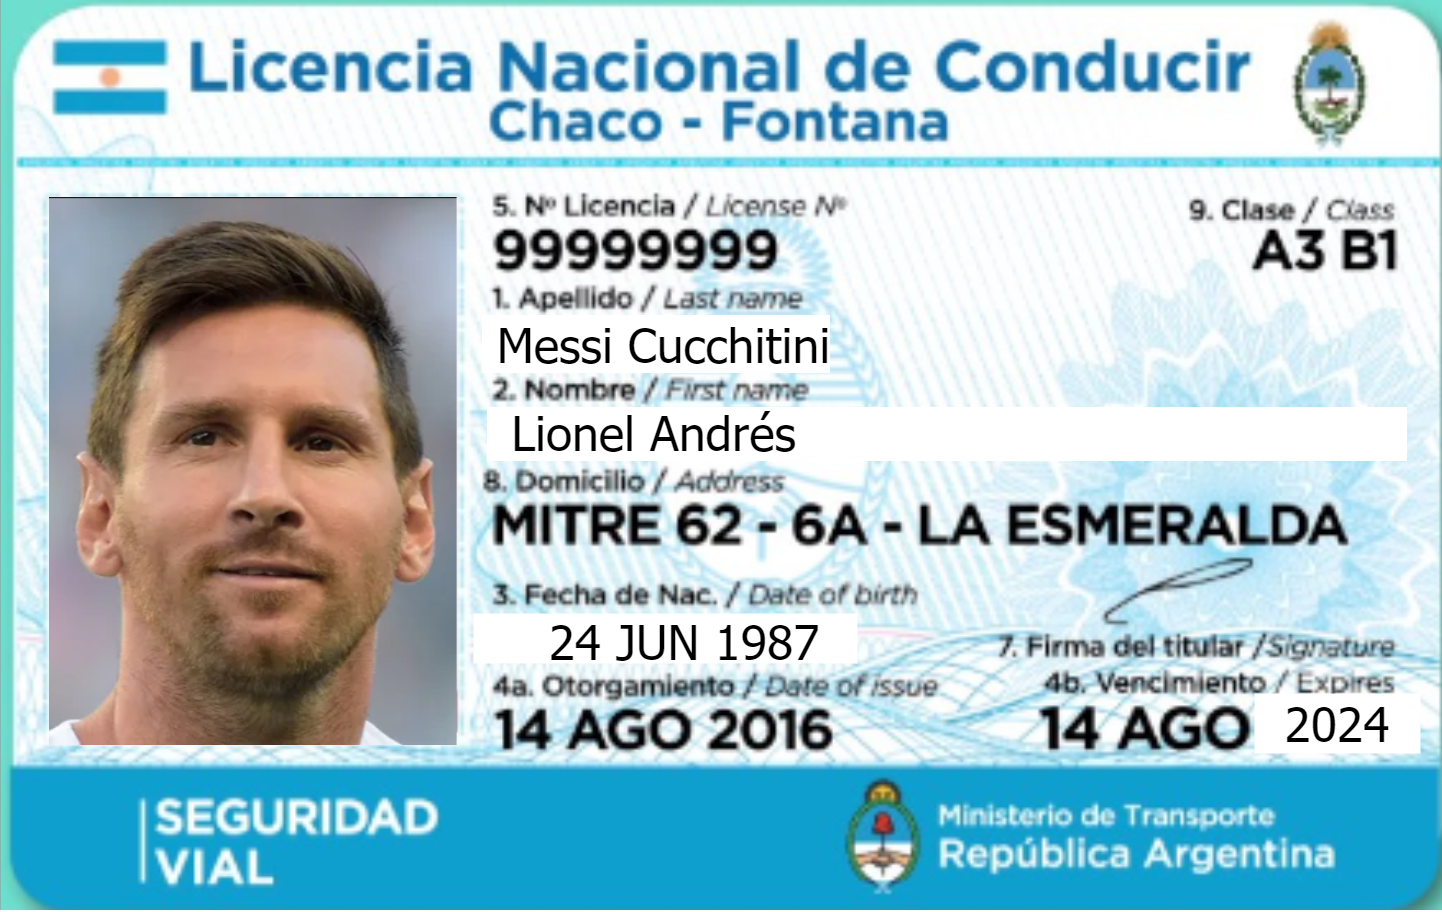 Licencia Nacional de Conducir
Chaco - Fontana
5. Nº Licencia / License Nº
99999999
9. Clase / Class
A3 B1
1. Apellido / Last name
Messi Cucchitini
2. Nombre / First name
Lionel Andrés
8. Domicilio / Address
MITRE 62 - 6A - LA ESMERALDA
3. Fecha de Nac. / Date of birth
24 JUN 1987
7. Firma del titular /Signature
4a. Otorgamiento / Date of issue
14 AGO 2016
4b. Vencimiento / Expires
14 AGO 2024
SEGURIDAD
VIAL
Ministerio de Transporte
República Argentina